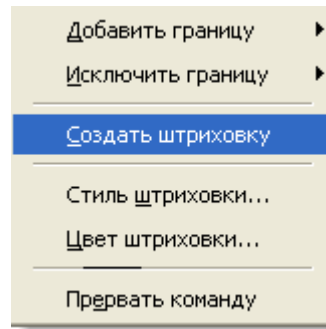 Добавить границу
Исключить границу
Создать штриховку
Стиль штриховки...
Цвет штриховки...
Прервать команду